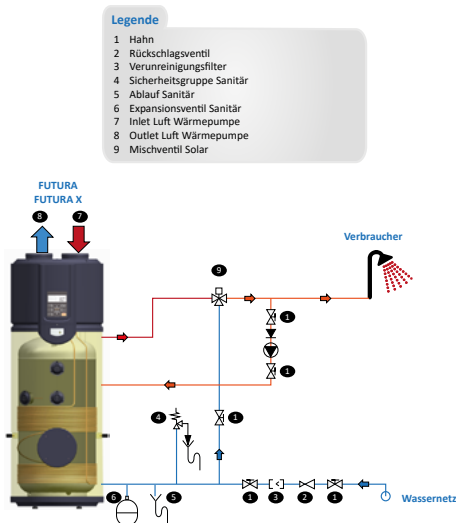 Legende
1 Hahn
2 Rückschlagsventil
3 Verunreinigungsfilter
4 Sicherheitsgruppe Sanitär
5 Ablauf Sanitär
6 Expansionsventil Sanitär
7 Inlet Luft Wärmepumpe
8 Outlet Luft Wärmepumpe
9 Mischventil Solar
FUTURA
FUTURA X
8 7
Verbraucher
9
1
1
4 1
6 5 1 3 2 1
Wassernetz